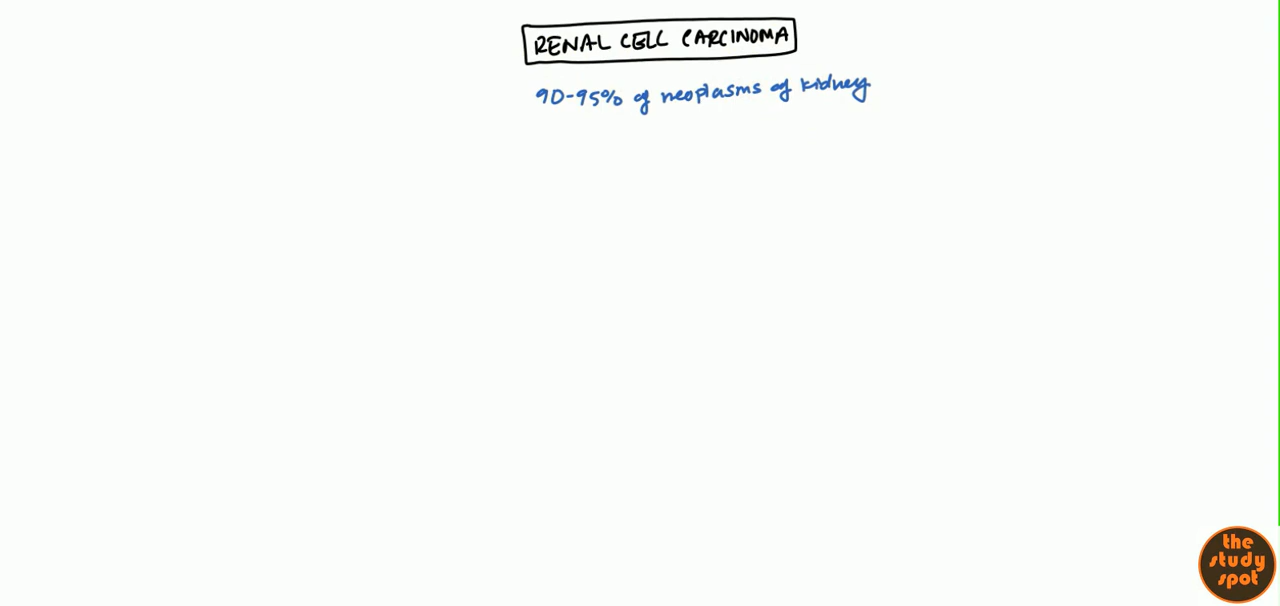 RENAL CELL CARCINOMA
90-95% of neoplasms of kidney
the
study
spot